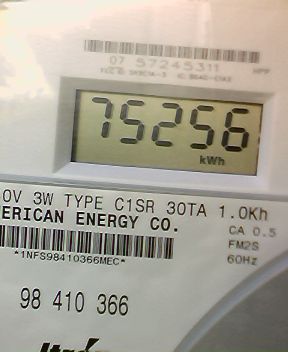 07 57245311
75256
kWh
0V 3W TYPE C1SR 30TA 1.0Kh
ERICAN ENERGY CO.
CA 0.5
FM2S
60Hz
*1NFS98410366MEC*
98 410 366
Itrón